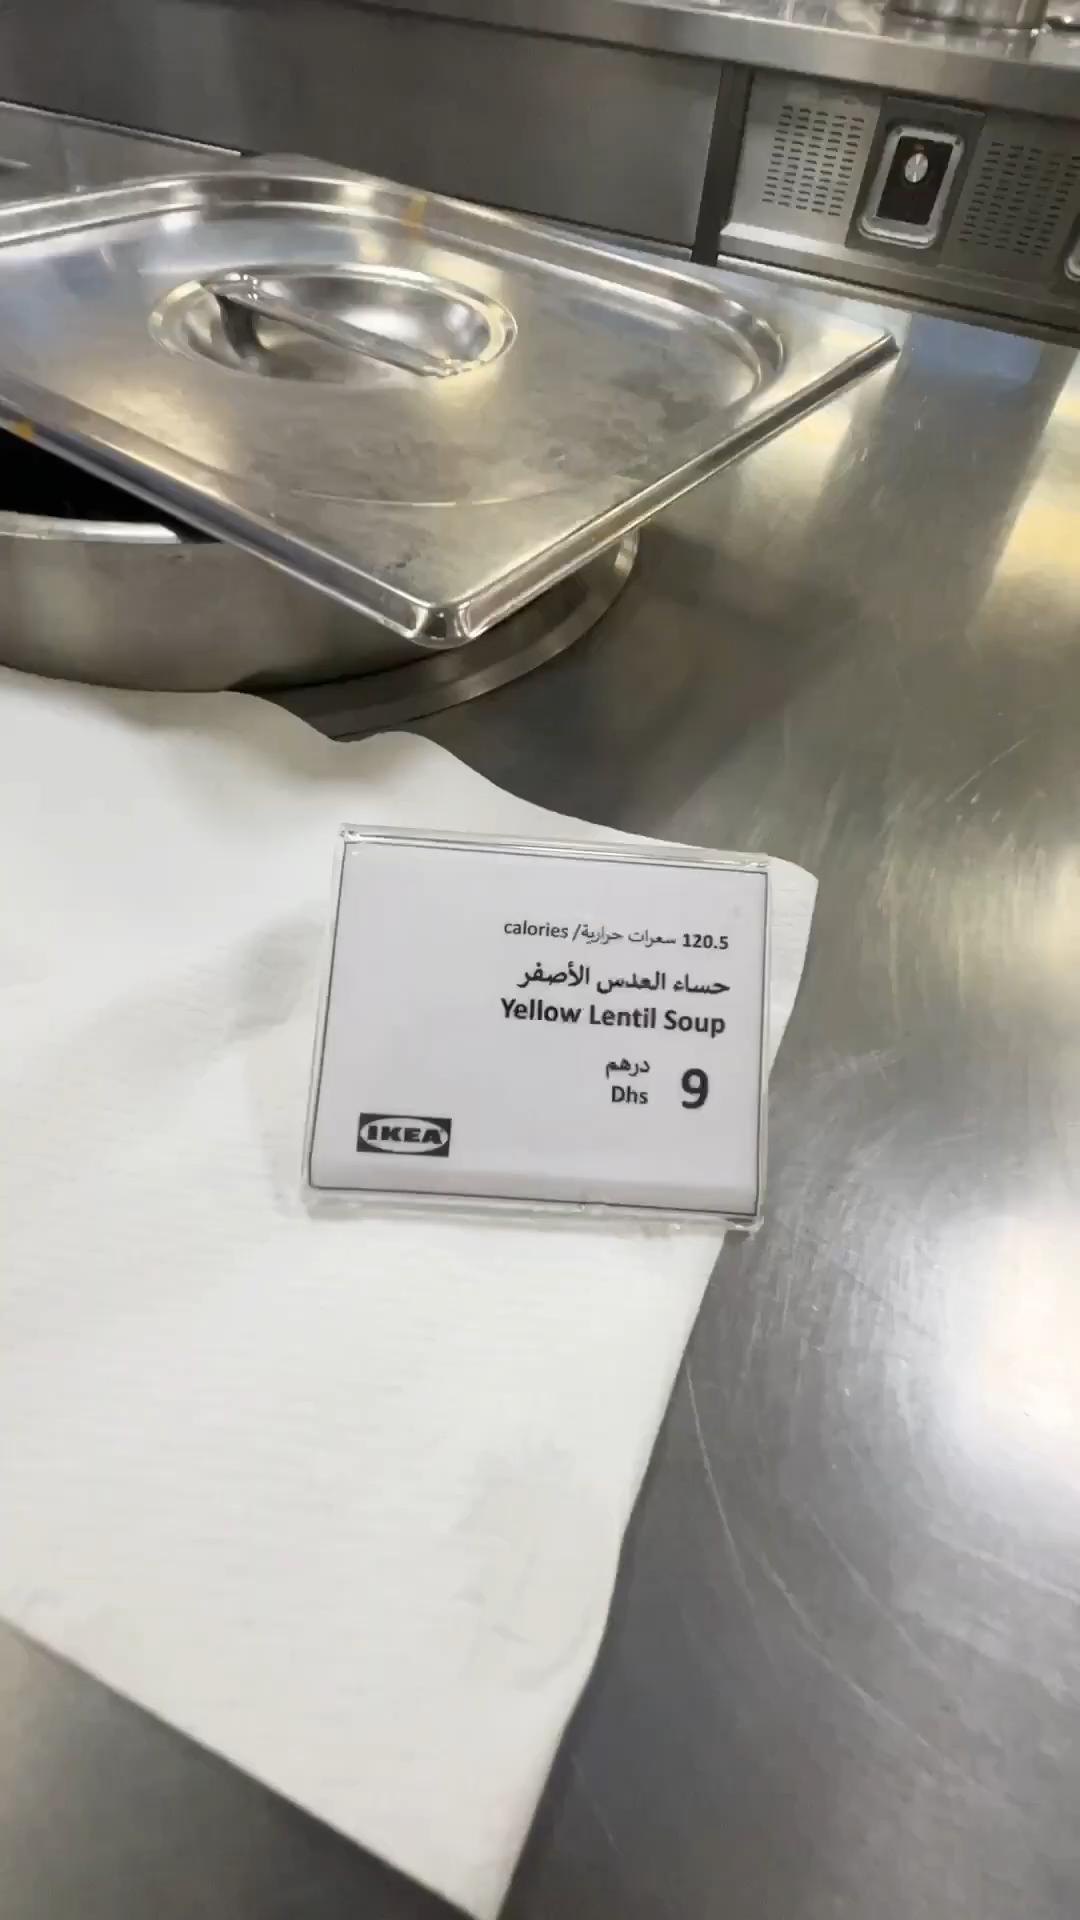 120.5 سعرات حرارية/ calories
حساء العدس الأصفر
Yellow Lentil Soup
درهم
Dhs
9
IKEA